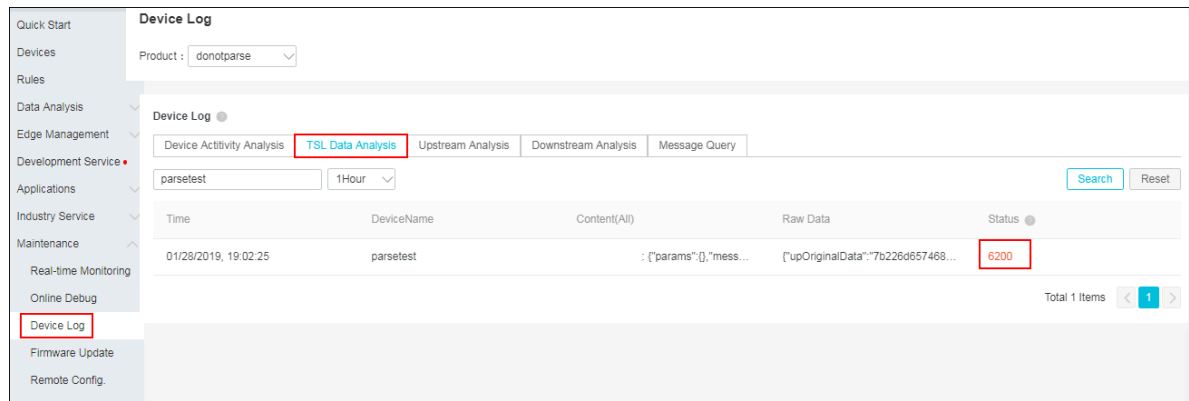 Quick Start
Devices
Rules
Data Analysis
Edge Management
Development Service
Applications
Industry Service
Maintenance
Real-time Monitoring
Online Debug
Device Log
Firmware Update
Remote Config.
Device Log
Product : donotparse
Device Log
Device Actitivity Analysis TSL Data Analysis Upstream Analysis Downstream Analysis Message Query
parsetest 1Hour Search Reset
Time DeviceName Content(All) Raw Data Status
01/28/2019, 19:02:25 parsetest : {"params":{},"mess... {"upOriginalData":"7b226d657468... 6200
Total 1 Items < 1 >